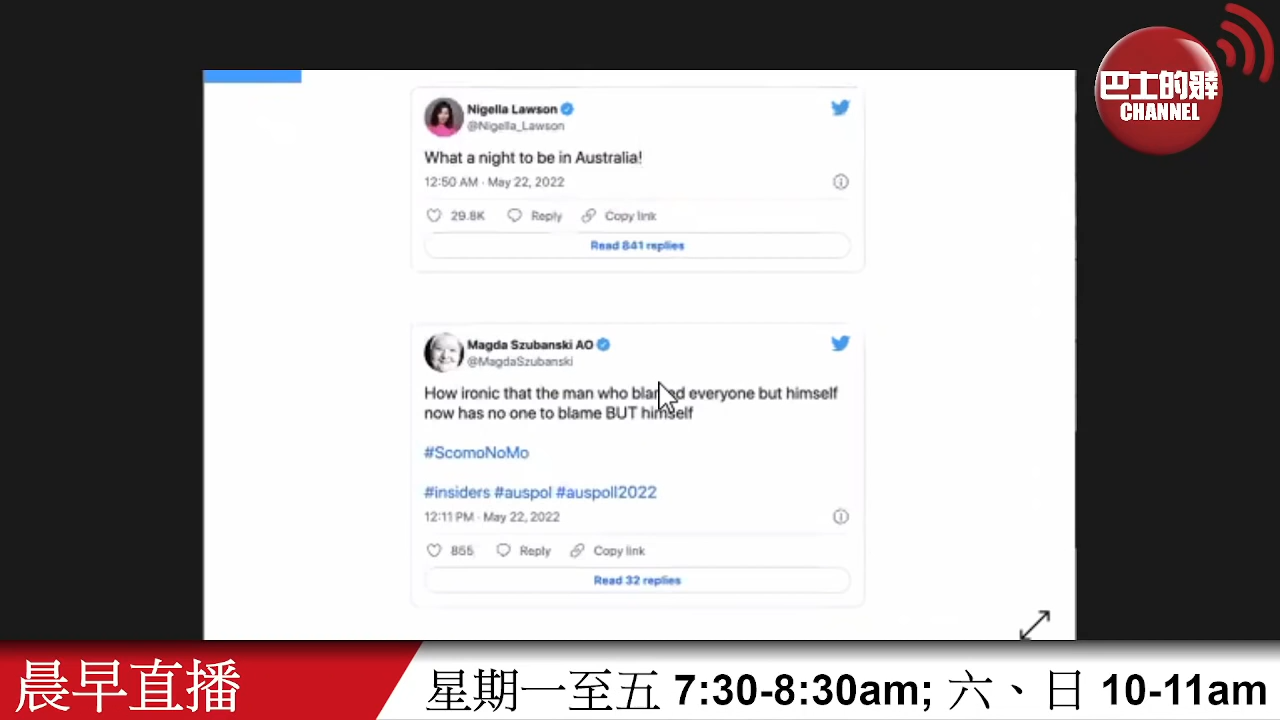 巴士的報
CHANNEL
Nigella Lawson
@Nigella_Lawson
What a night to be in Australia!
12:50 AM · May 22, 2022
29.8K Reply Copy link
Read 841 replies
Magda Szubanski AO
@MagdaSzubanski
How ironic that the man who blamed everyone but himself
now has no one to blame BUT himself
#ScomoNoMo
#insiders #auspol #auspoll2022
12:11 PM · May 22, 2022
855 Reply Copy link
Read 32 replies
晨早直播
星期一至五 7:30-8:30am; 六、日 10-11am